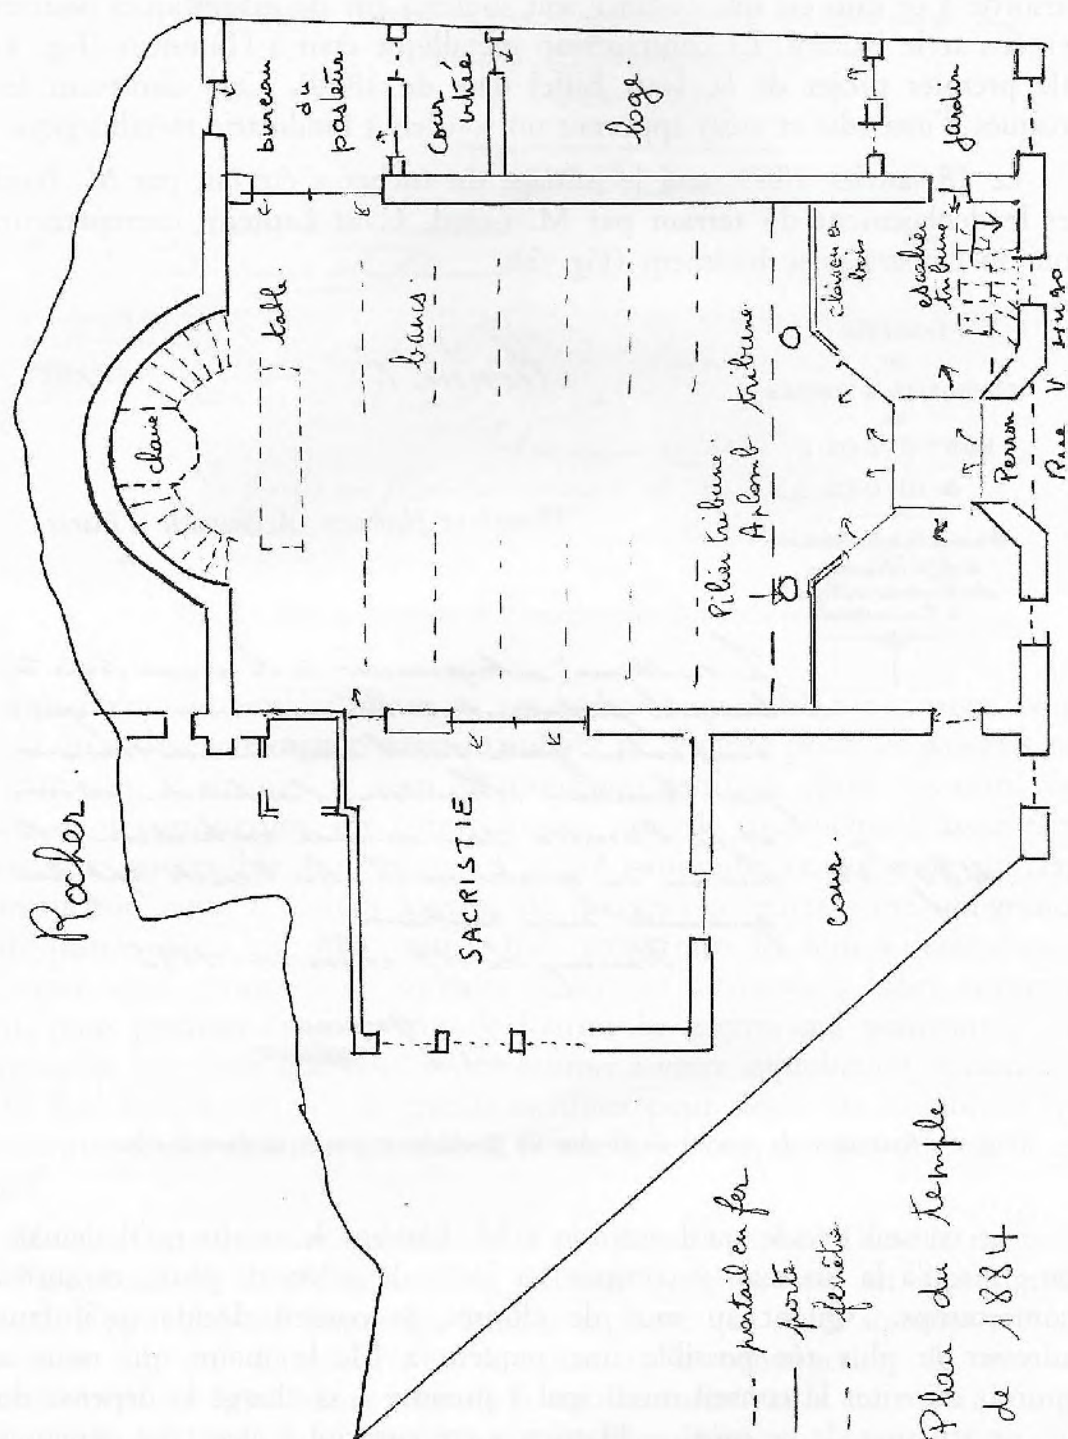 Rocher.
bureau
du
pasteur
Cour
vitrée
loge
jardin
chaire
table
bancs
cloison en
bois
escalier
tribune
Pilier tribune
Aplomb tribune
Perron
Rue V. Hugo
SACRISTIE
cour.
portail en fer
porte
fenêtre
Plan du temple
de 1884